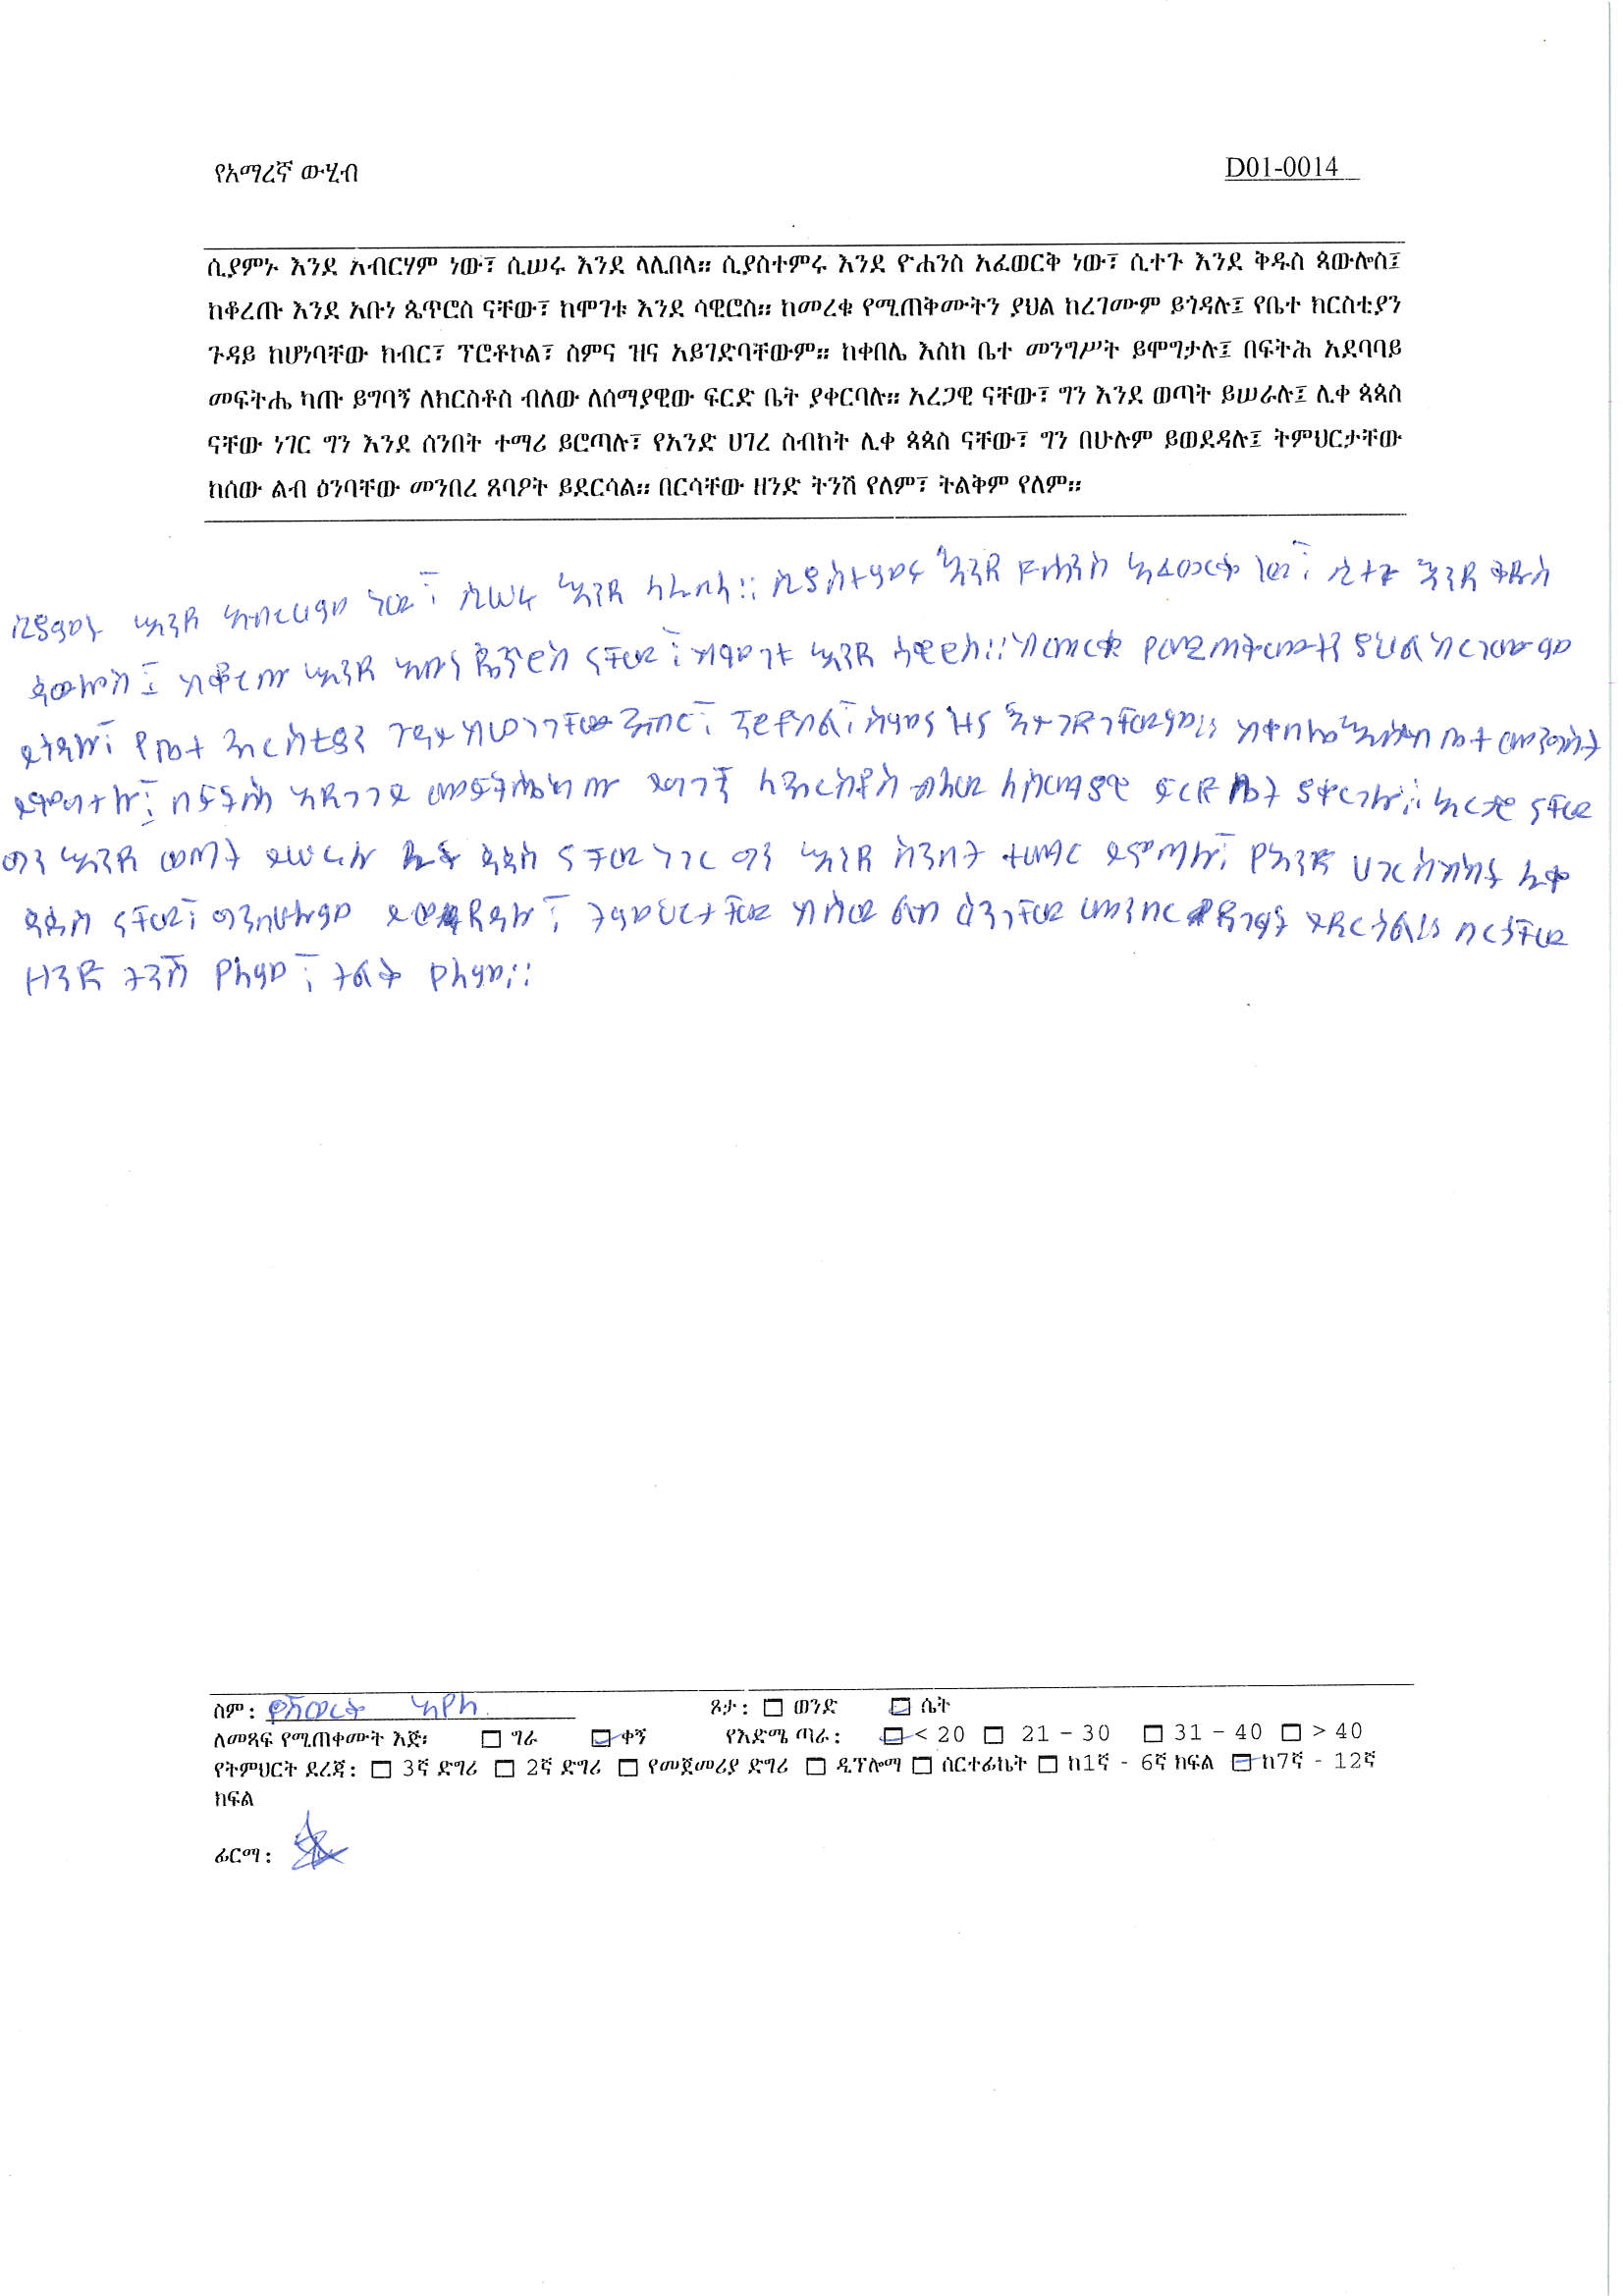 የአማረኛ ውሂብ D01-0014
ሲያምኑ እንደ አብርሃም ነው፣ ሲሠሩ እንደ ላሊበላ። ሲያስተምሩ እንደ ዮሐንስ አፈወርቅ ነው፣ ሲተጉ እንደ ቅዱስ ጳውሎስ፤
ከቆረጡ እንደ አቡነ ጴጥሮስ ናቸው፣ ከሞገቱ እንደ ሳዊሮስ። ከመረቁ የሚጠቅሙትን ያህል ከረገሙም ይጎዳሉ፤ የቤተ ክርስቲያን
ጉዳይ ከሆነባቸው ክብር፣ ፕሮቶኮል፣ ስምና ዝና አይገድባቸውም። ከቀበሌ እስከ ቤተ መንግሥት ይሞግታሉ፤ በፍትሕ አደባባይ
መፍትሔ ካጡ ይግባኝ ለክርስቶስ ብለው ለሰማያዊው ፍርድ ቤት ያቀርባሉ። አረጋዊ ናቸው፣ ግን እንደ ወጣት ይሠራሉ፤ ሊቀ ጳጳስ
ናቸው ነገር ግን እንደ ሰንበት ተማሪ ይሮጣሉ፣ የአንድ ሀገረ ስብከት ሊቀ ጳጳስ ናቸው፣ ግን በሁሉም ይወደዳሉ፤ ትምህርታቸው
ከሰው ልብ ዕንባቸው መንበረ ጸባዖት ይደርሳል። በርሳቸው ዘንድ ትንሽ የለም፣ ትልቅም የለም።
ሲያምኑ እንደ አብርሀም ነው፣ ሲሠሩ እንደ ላሊበላ። ሲያስተምሩ እንደ ዮሐንስ አፈወርቅ ነው፣ ሲተጉ እንደ ቅዱስ
ጳውሎስ፤ ከቆረጡ እንደ አቡነ ጴጥሮስ ናቸው፣ ከሞገቱ እንደ ሳዊሮስ። ከመረቁ የሚጠቅሙትን ያህል ከረገሙም
ይጎዳሉ፣ የቤተ ክርስቲያን ጉዳይ ከሆነባቸው ክብር፣ ፕሮቶኮል፣ ስምና ዝና አይገድባቸውም። ከቀበሌ እስከ ቤተ መንግስት
ይሞግታሉ፤ በፍትሕ አደባባይ መፍትሔ ካጡ ይግባኝ ለክርስቶስ ብለው ለሰማያዊ ፍርድ ቤት ያቀርባሉ። አረጋዊ ናቸው
ግን እንደ ወጣት ይሠራሉ ሊቀ ጳጳስ ናቸው ነገር ግን እንደ ሰንበት ተማሪ ይሮጣሉ፣ የአንድ ሀገረ ስብከት ሊቀ
ጳጳስ ናቸው፣ ግን በሁሉም ይወደዳሉ፣ ትምህርታቸው ከሰው ልብ ዕንባቸው መንበረ ይደርሳል። በርሳቸው
ዘንድ ትንሽ የለም፣ ትልቅ የለም።
ስም: የሽወርቅ አየለ ጾታ: ወንድ ሴት
ለመጻፍ የሚጠቀሙት እጅ፡ ግራ ቀኝ የእድሜ ጣራ: < 20 21 - 30 31 - 40 > 40
የትምህርት ደረጃ: 3ኛ ድግሪ 2ኛ ድግሪ የመጀመሪያ ድግሪ ዲፕሎማ ሰርተፊኬት ከ1ኛ - 6ኛ ክፍል ከ7ኛ - 12ኛ
ክፍል
ፊርማ: